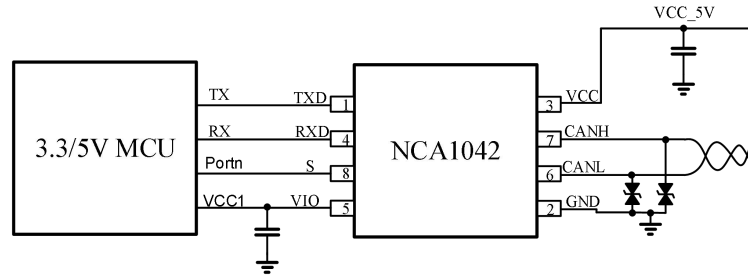 VCC_5V
TX TXD 1 3 VCC
3.3/5V MCU RX RXD 4 NCA1042 7 CANH
Portn S 8 6 CANL
VCC1 VIO 5 2 GND